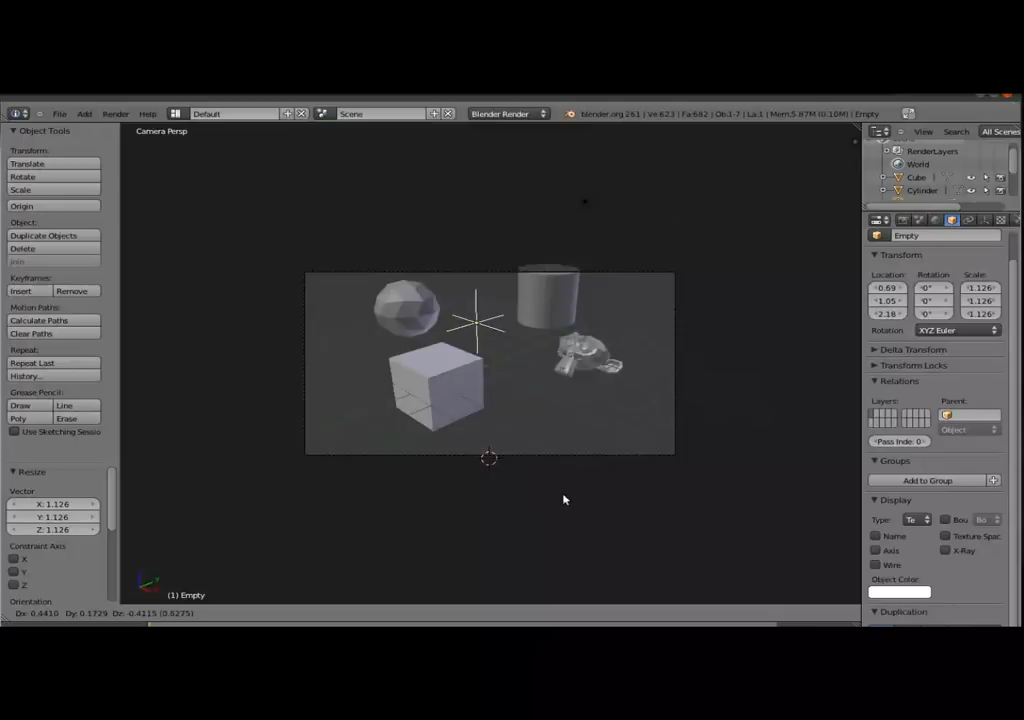 File Add Render Help Default Scene Blender Render blender.org 261 | Ve:623 | Fa:682 | Ob:1-7 | La:1 | Mem:5.87M (0.10M) | Empty
Object Tools
Camera Persp
View Search All Scenes
Transform:
Translate
Rotate
Scale
Origin
Object:
Duplicate Objects
Delete
Join
Keyframes:
Insert Remove
Motion Paths:
Calculate Paths
Clear Paths
Repeat:
Repeat Last
History...
Grease Pencil:
Draw Line
Poly Erase
Use Sketching Sessio
Resize
Vector
X: 1.126
Y: 1.126
Z: 1.126
Constraint Axis
X
Y
Z
Orientation
Dx: 0.4410 Dy: 0.1729 Dz: -0.4115 (0.6275)
(1) Empty
RenderLayers
World
Cube
Cylinder
Empty
Transform
Location: Rotation Scale:
0.69 0° 1.126
1.05 0° 1.126
2.18 0° 1.126
Rotation XYZ Euler
Delta Transform
Transform Locks
Relations
Layers: Parent:
Object
Pass Inde: 0
Groups
Add to Group
Display
Type: Te Bou Bo
Name Texture Spac
Axis X-Ray
Wire
Object Color:
Duplication